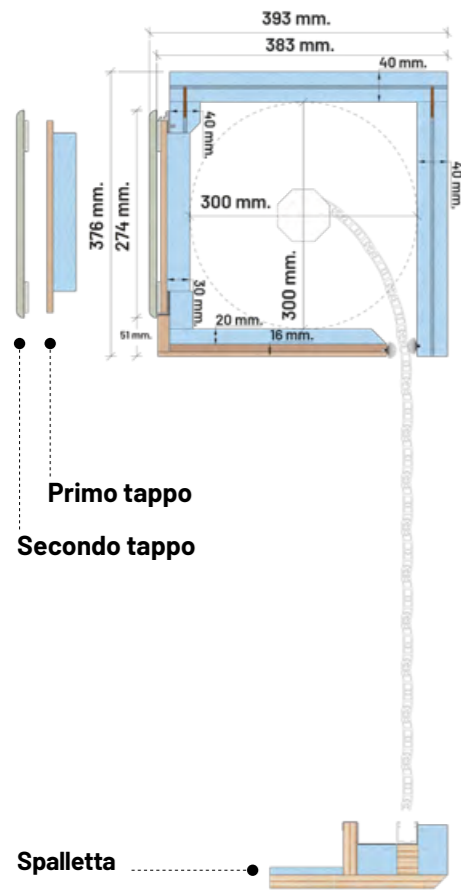 393 mm.
383 mm.
40 mm.
40 mm.
40 mm.
376 mm.
274 mm.
300 mm.
300 mm.
30 mm.
20 mm.
16 mm.
51 mm.
Primo tappo
Secondo tappo
Spalletta